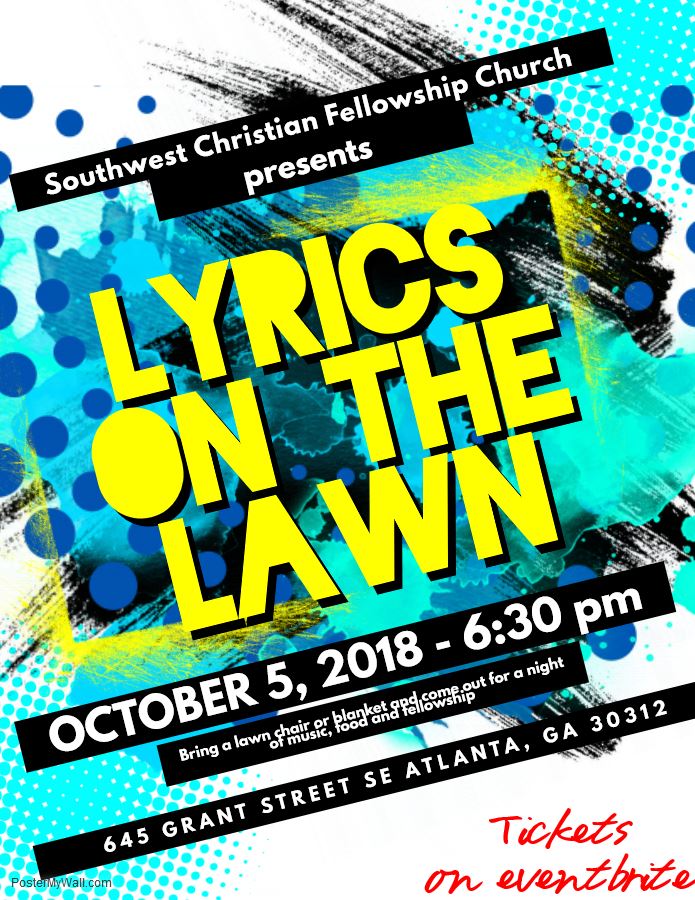 Southwest Christian Fellowship Church
presents
LYRICS
ON THE
LAWN
OCTOBER 5, 2018 - 6:30 pm
Bring a lawn chair or blanket and come out for a night
of music, food and fellowship
645 GRANT STREET SE ATLANTA, GA 30312
Tickets
on eventbrite
PosterMyWall.com